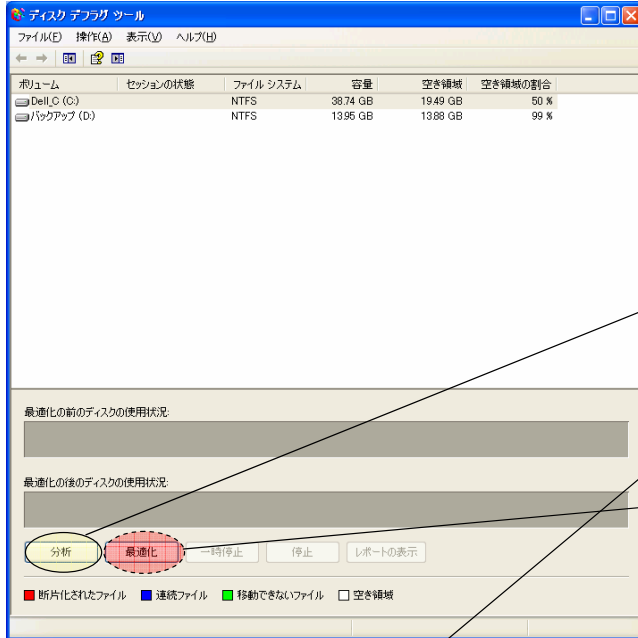 ディスク デフラグ ツール
ファイル(F) 操作(A) 表示(V) ヘルプ(H)
ボリューム セッションの状態 ファイル システム 容量 空き領域 空き領域の割合
Dell_C (C:) NTFS 38.74 GB 19.49 GB 50 %
バックアップ (D:) NTFS 13.95 GB 13.88 GB 99 %
最適化の前のディスクの使用状況:
最適化の後のディスクの使用状況:
分析 最適化 一時停止 停止 レポートの表示
断片化されたファイル 連続ファイル 移動できないファイル 空き領域